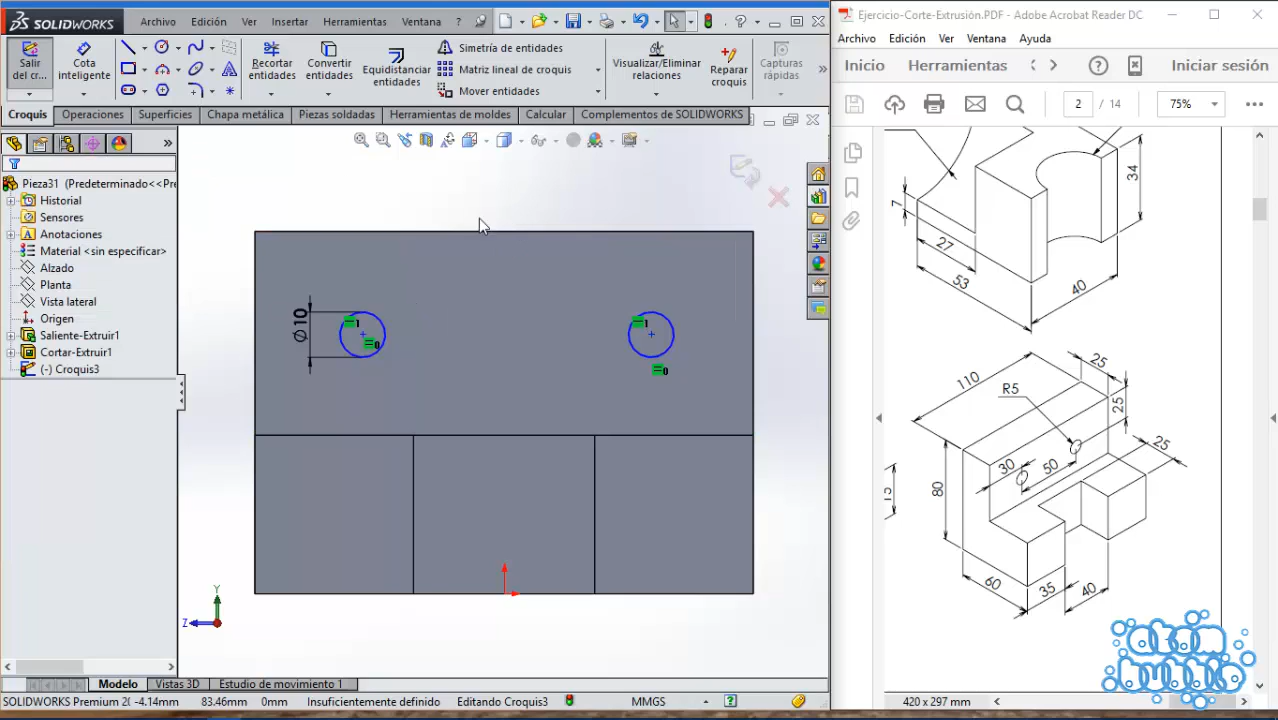 SOLIDWORKS
Archivo Edición Ver Insertar Herramientas Ventana ?
Salir del cr...
Cota inteligente
Recortar entidades
Convertir entidades
Equidistanciar entidades
Simetría de entidades
Matriz lineal de croquis
Mover entidades
Visualizar/Eliminar relaciones
Reparar croquis
Capturas rápidas
Croquis Operaciones Superficies Chapa metálica Piezas soldadas Herramientas de moldes Calcular Complementos de SOLIDWORKS
Pieza31 (Predeterminado<<Pre
Historial
Sensores
Anotaciones
Material <sin especificar>
Alzado
Planta
Vista lateral
Origen
Saliente-Extruir1
Cortar-Extruir1
(-) Croquis3
Ø10
1
0
1
0
Y
Z
Modelo Vistas 3D Estudio de movimiento 1
SOLIDWORKS Premium 20 -4.14mm 83.46mm 0mm Insuficientemente definido Editando Croquis3 MMGS
Ejercicio-Corte-Extrusión.PDF - Adobe Acrobat Reader DC
Archivo Edición Ver Ventana Ayuda
Inicio Herramientas Iniciar sesión
2 / 14 75%
34
7
27
53
40
110
25
R5
25
30
50
25
80
15
60
35
40
420 x 297 mm